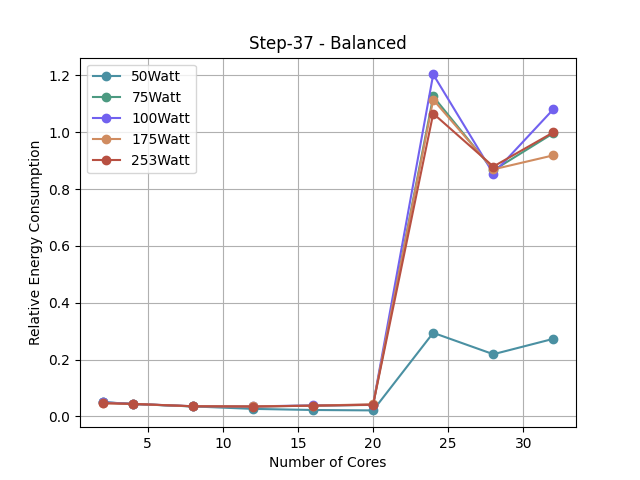 Step-37 - Balanced
50Watt
75Watt
100Watt
175Watt
253Watt
Relative Energy Consumption
1.2
1.0
0.8
0.6
0.4
0.2
0.0
5 10 15 20 25 30
Number of Cores